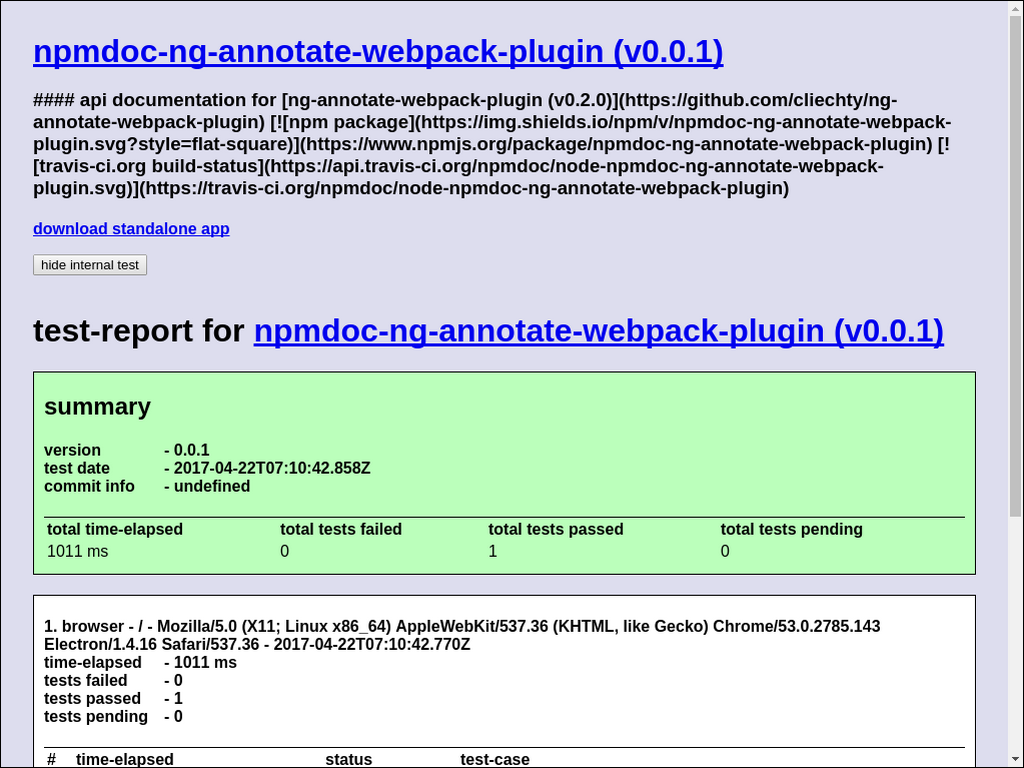 npmdoc-ng-annotate-webpack-plugin (v0.0.1)
#### api documentation for [ng-annotate-webpack-plugin (v0.2.0)](https://github.com/cliechty/ng-
annotate-webpack-plugin) [![npm package](https://img.shields.io/npm/v/npmdoc-ng-annotate-webpack-
plugin.svg?style=flat-square)](https://www.npmjs.org/package/npmdoc-ng-annotate-webpack-plugin) [!
[travis-ci.org build-status](https://api.travis-ci.org/npmdoc/node-npmdoc-ng-annotate-webpack-
plugin.svg)](https://travis-ci.org/npmdoc/node-npmdoc-ng-annotate-webpack-plugin)
download standalone app
hide internal test
test-report for npmdoc-ng-annotate-webpack-plugin (v0.0.1)
summary
version - 0.0.1
test date - 2017-04-22T07:10:42.858Z
commit info - undefined
total time-elapsed total tests failed total tests passed total tests pending
1011 ms 0 1 0
1. browser - / - Mozilla/5.0 (X11; Linux x86_64) AppleWebKit/537.36 (KHTML, like Gecko) Chrome/53.0.2785.143
Electron/1.4.16 Safari/537.36 - 2017-04-22T07:10:42.770Z
time-elapsed - 1011 ms
tests failed - 0
tests passed - 1
tests pending - 0
# time-elapsed status test-case